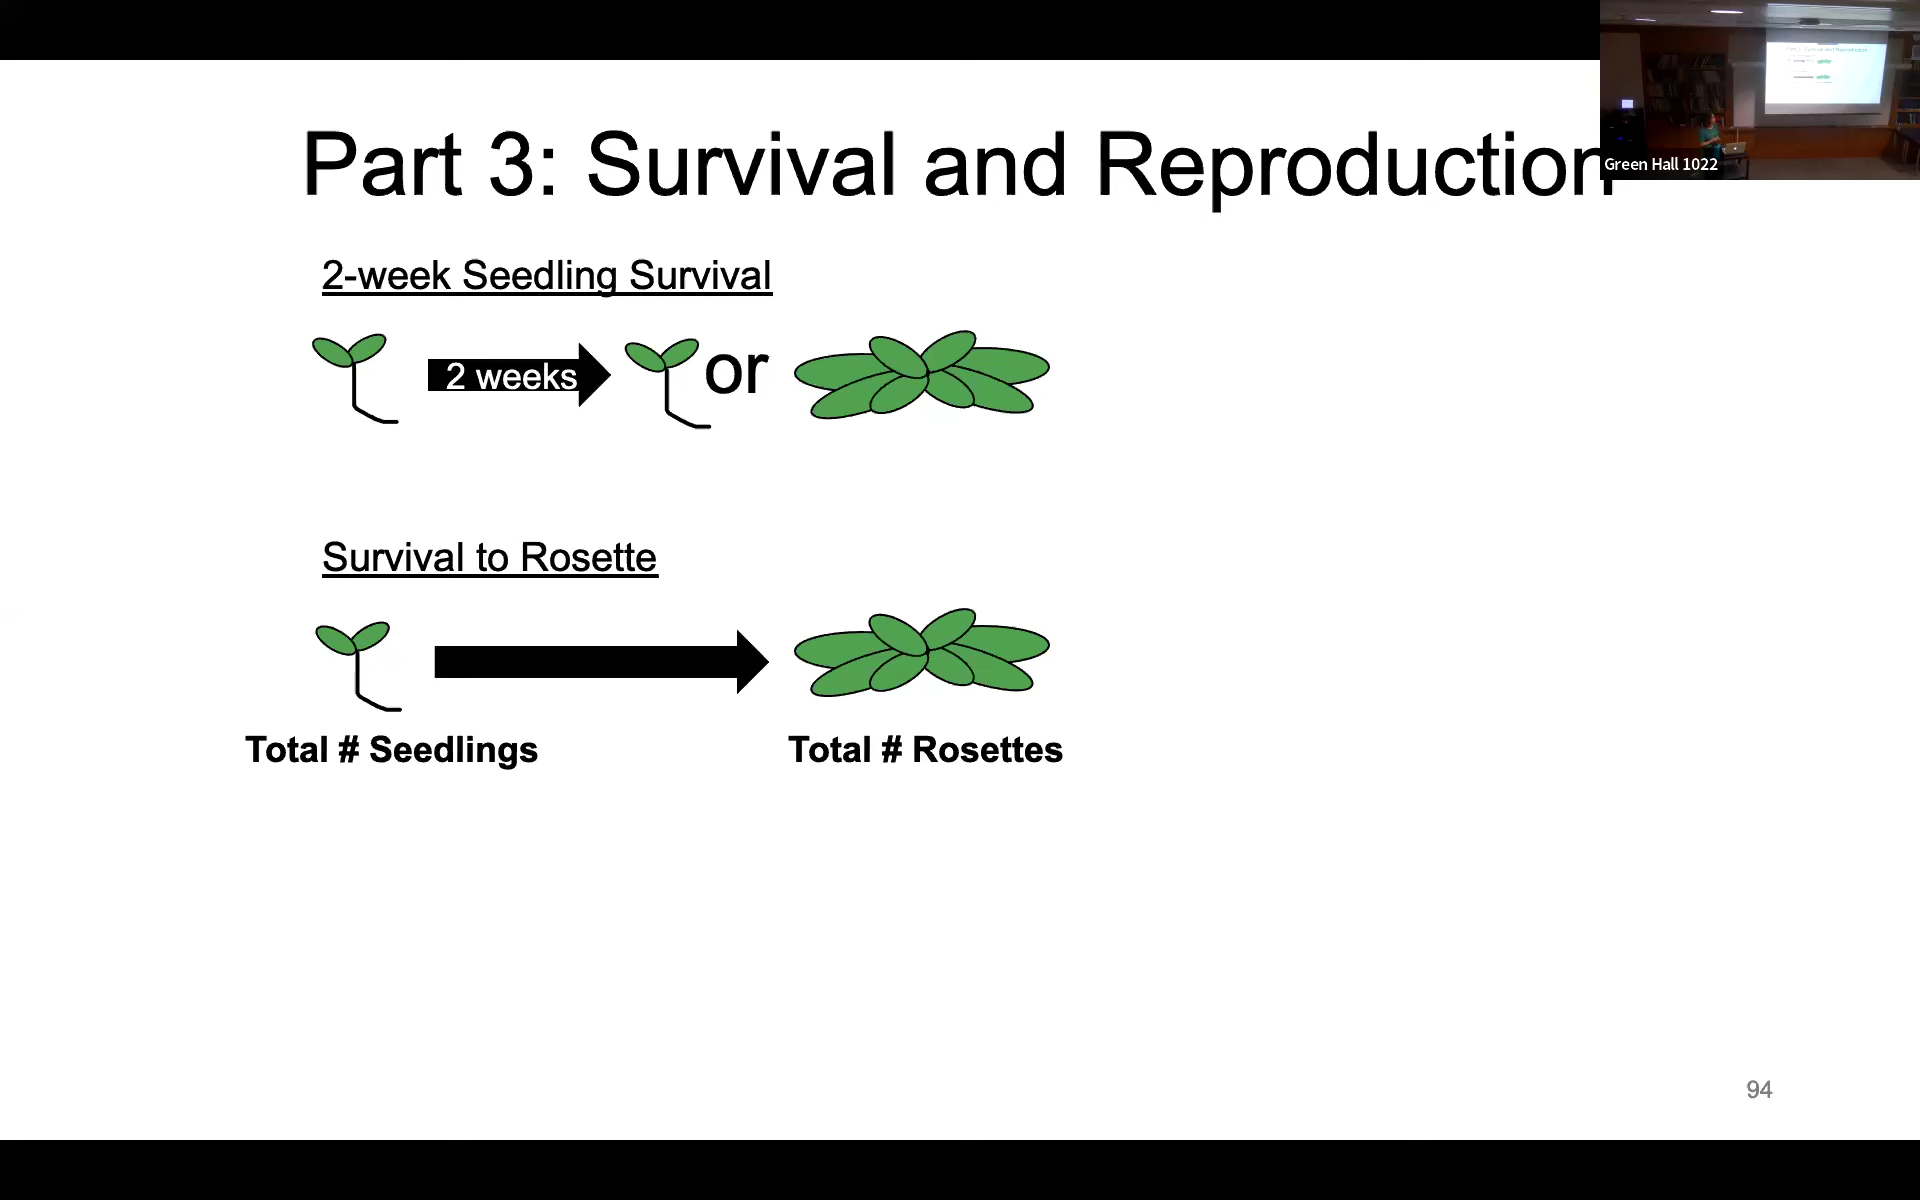 Part 3: Survival and Reproduction
Green Hall 1022
2-week Seedling Survival
2 weeks
or
Survival to Rosette
Total # Seedlings
Total # Rosettes
94